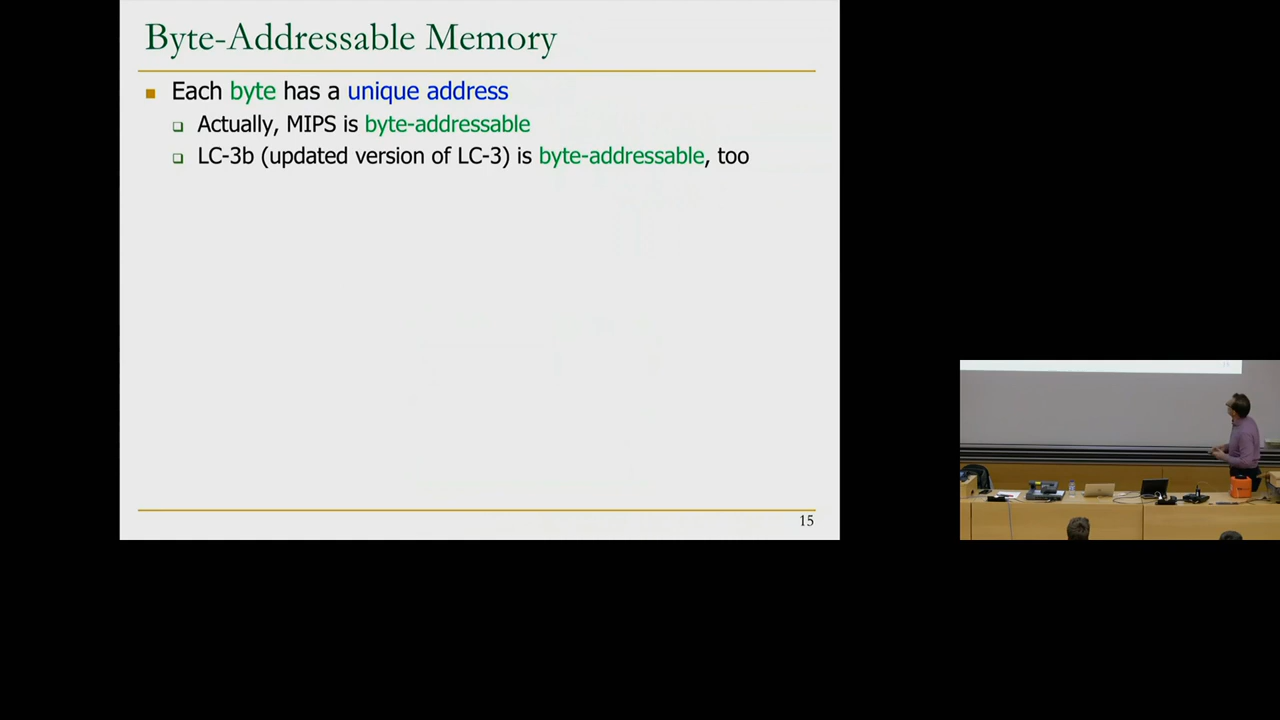 Byte-Addressable Memory
Each byte has a unique address
Actually, MIPS is byte-addressable
LC-3b (updated version of LC-3) is byte-addressable, too
15